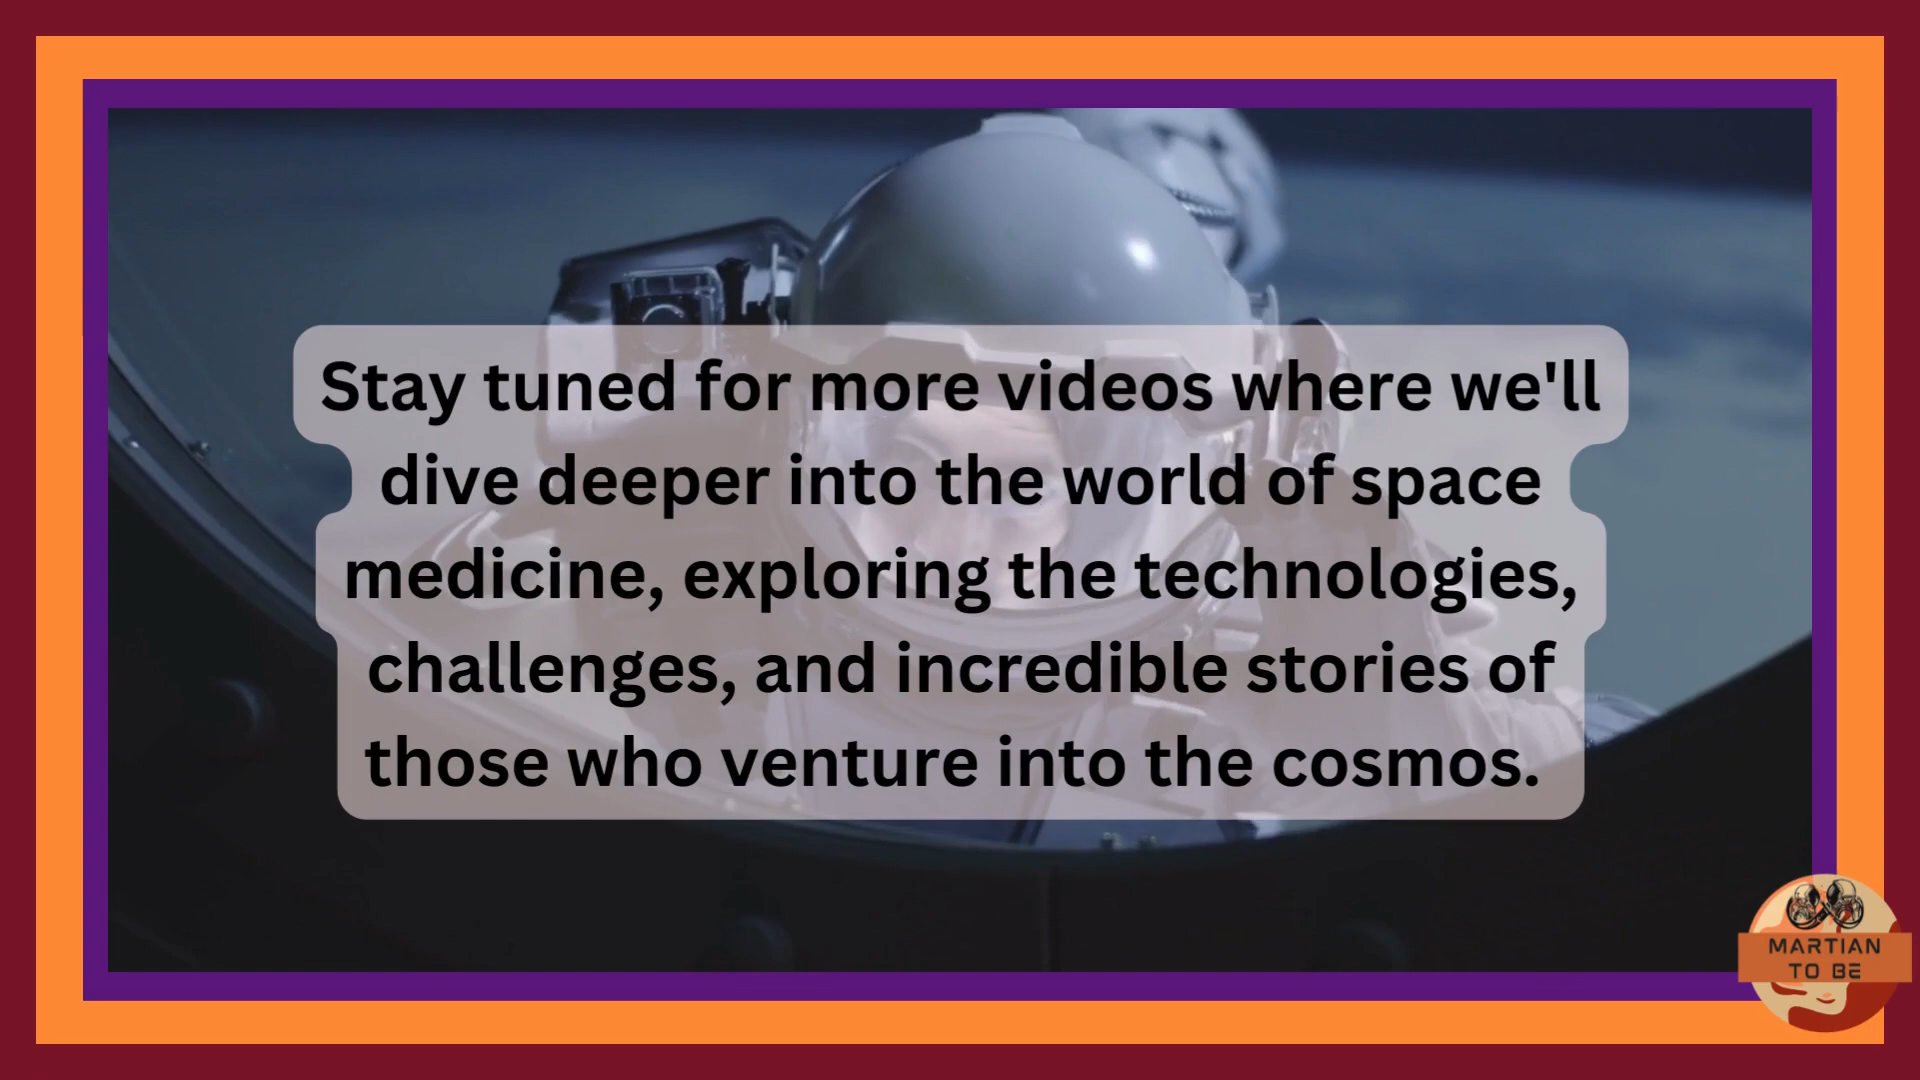 Stay tuned for more videos where we'll
dive deeper into the world of space
medicine, exploring the technologies,
challenges, and incredible stories of
those who venture into the cosmos.
MARTIAN
TO BE